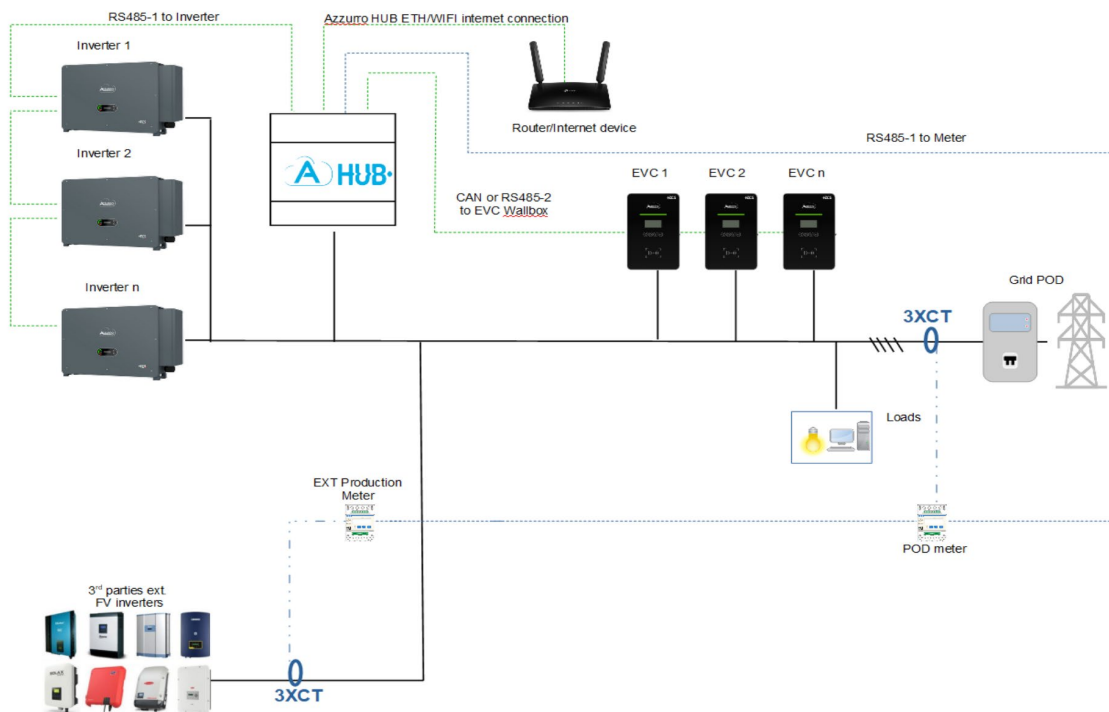 RS485-1 to Inverter
Azzurro HUB ETH/WIFI internet connection
Inverter 1
Router/Internet device
RS485-1 to Meter
Inverter 2
A HUB
EVC 1
EVC 2
EVC n
CAN or RS485-2
to EVC Wallbox
Inverter n
Grid POD
3XCT
Loads
EXT Production
Meter
POD meter
3rd parties ext.
FV inverters
3XCT